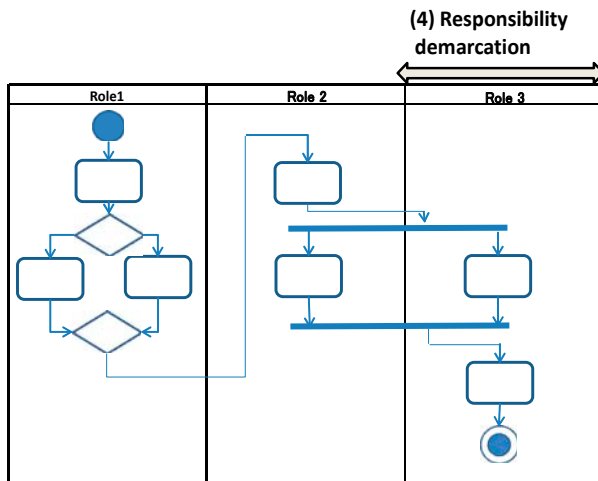 (4) Responsibility
demarcation
Role1
Role 2
Role 3